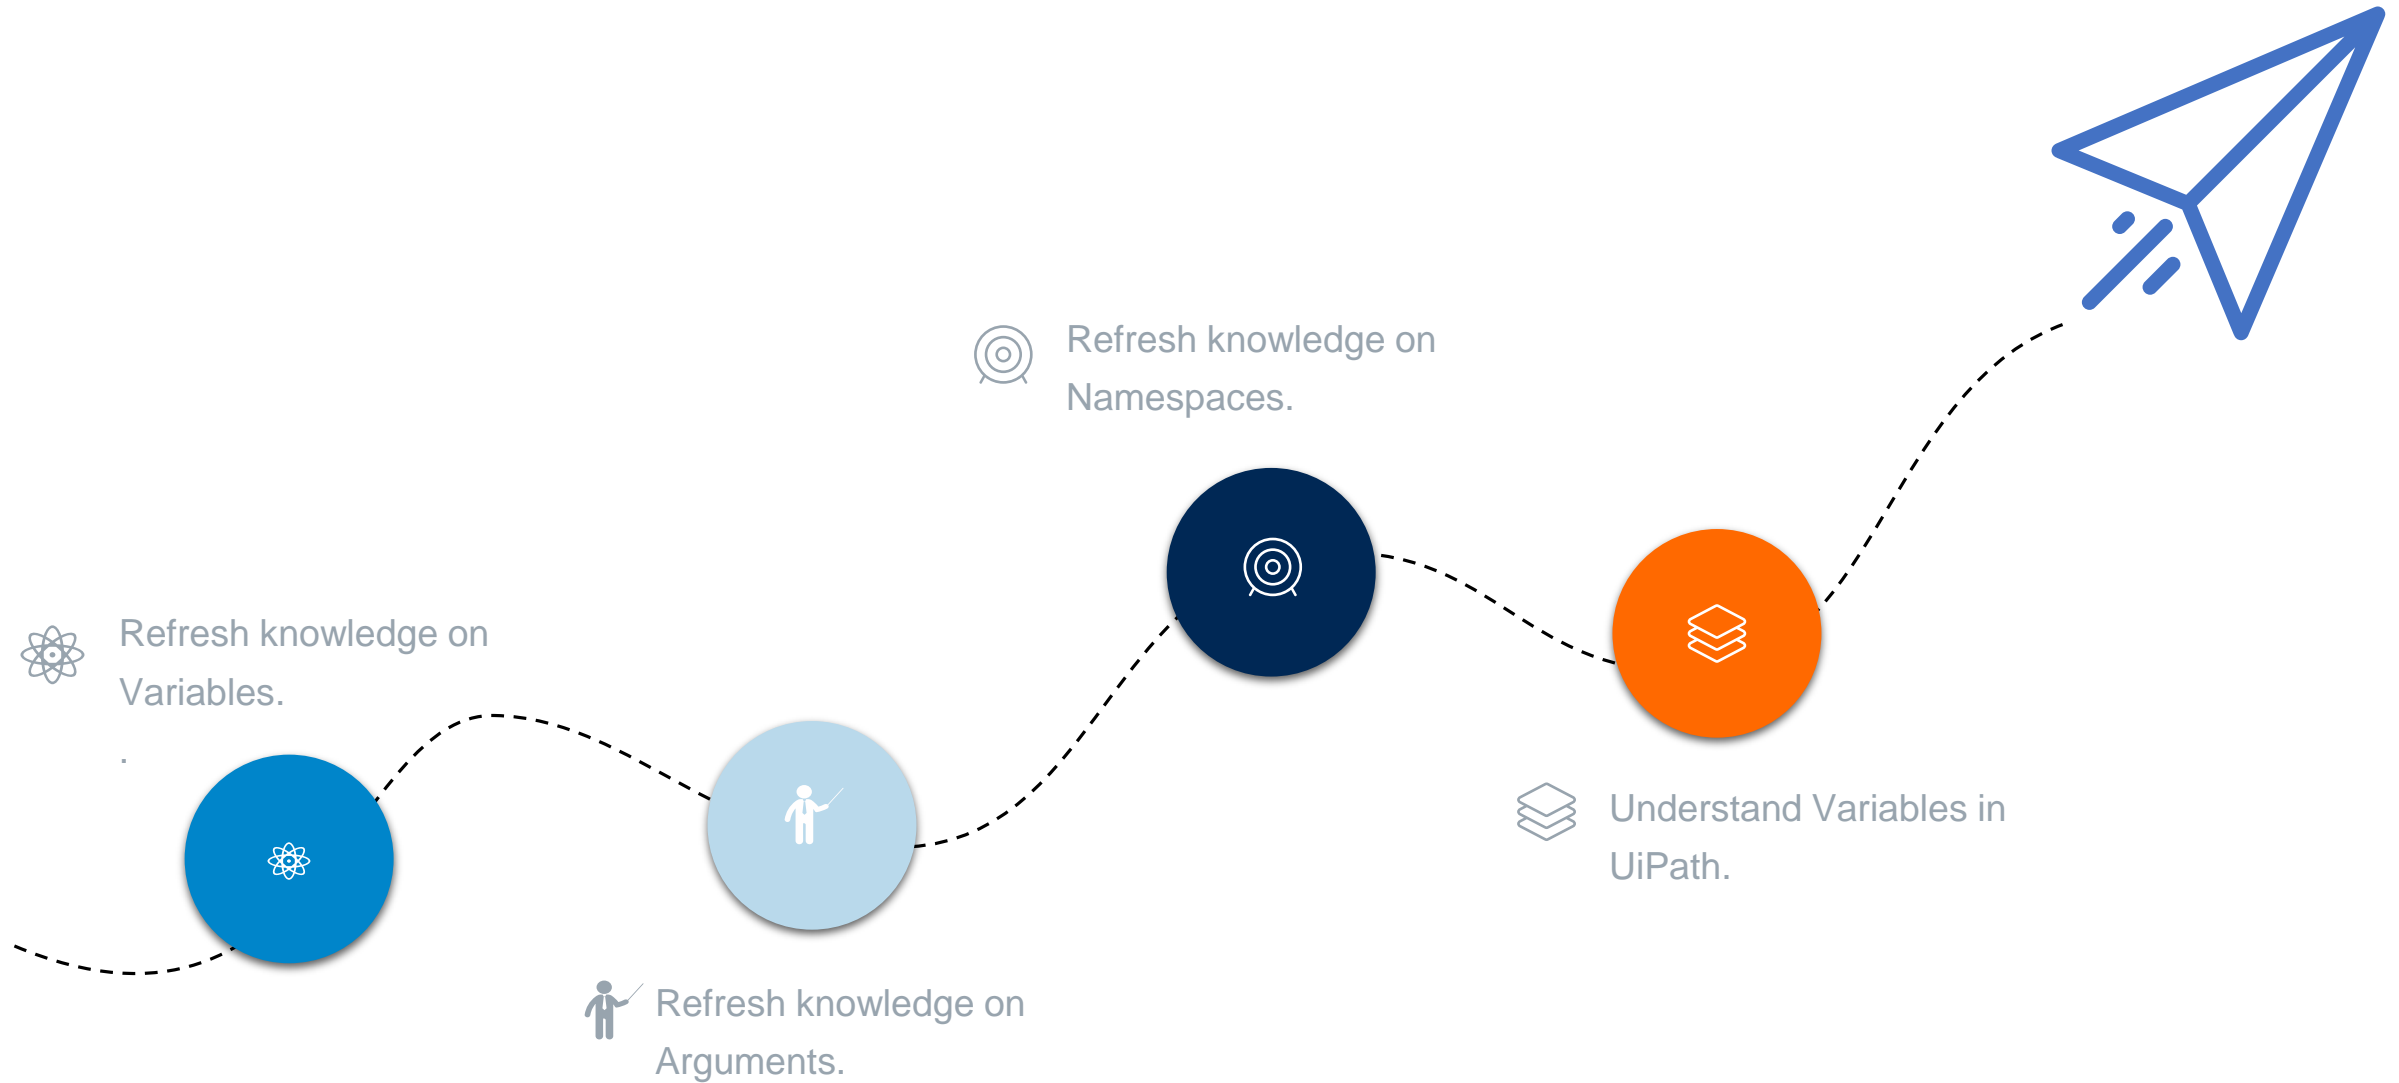 Refresh knowledge on
Variables.
.
Refresh knowledge on
Arguments.
Refresh knowledge on
Namespaces.
Understand Variables in
UiPath.